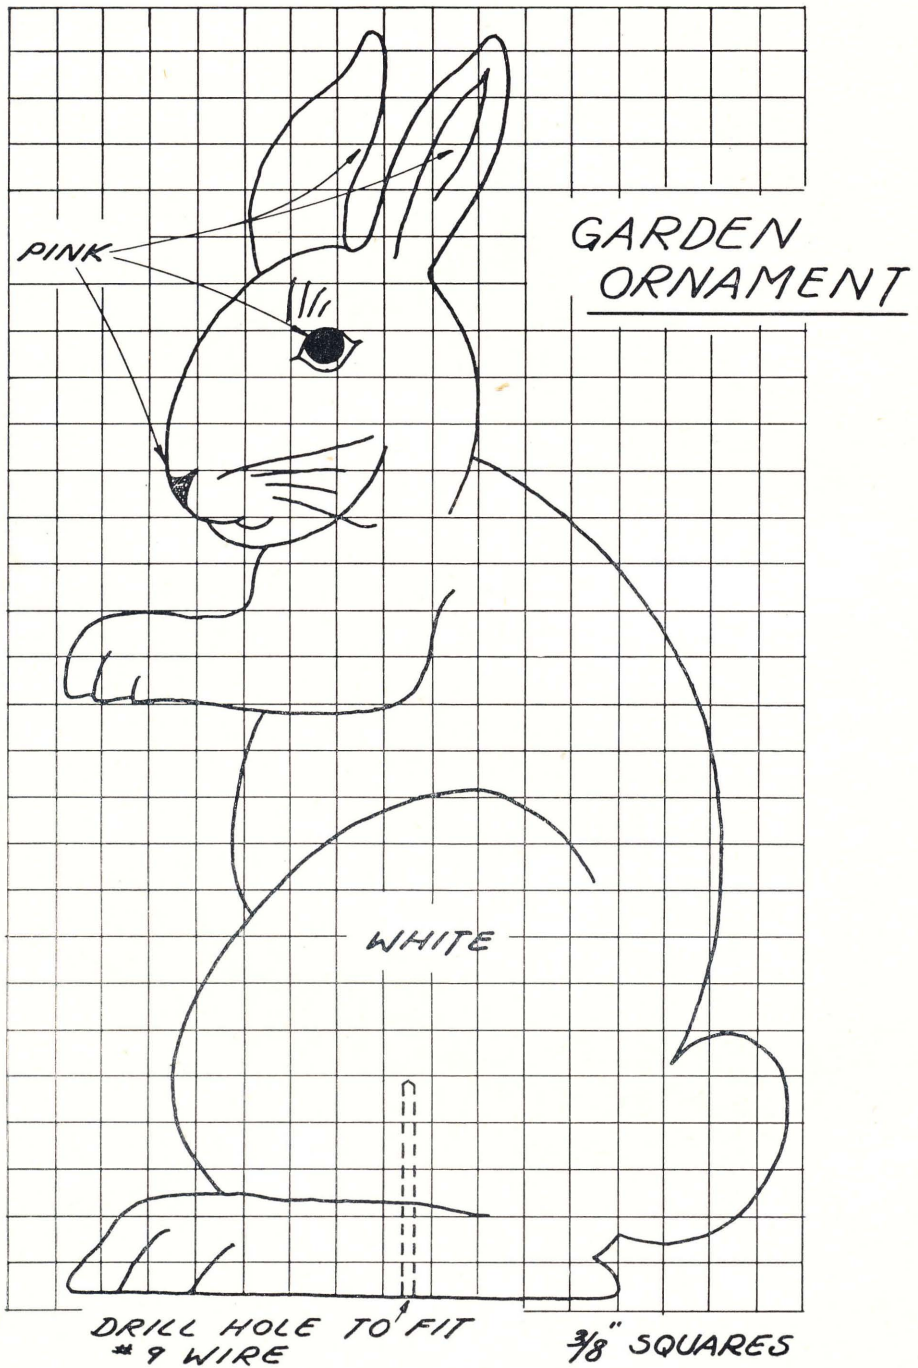 GARDEN
ORNAMENT
PINK
WHITE
DRILL HOLE TO FIT
# 9 WIRE
3/8" SQUARES